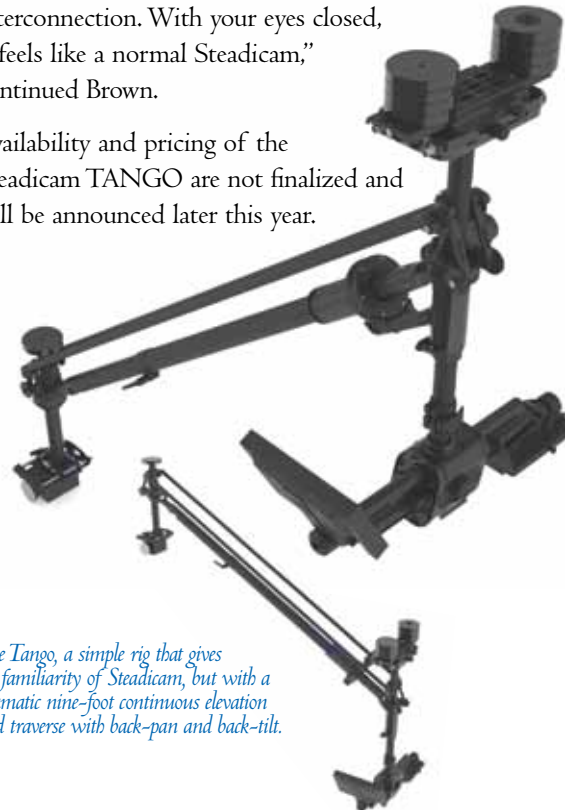 terconnection. With your eyes closed,
feels like a normal Steadicam,”
ntinued Brown.
vailability and pricing of the
eadicam TANGO are not finalized and
ll be announced later this year.
e Tango, a simple rig that gives
familiarity of Steadicam, but with a
matic nine-foot continuous elevation
d traverse with back-pan and back-tilt.